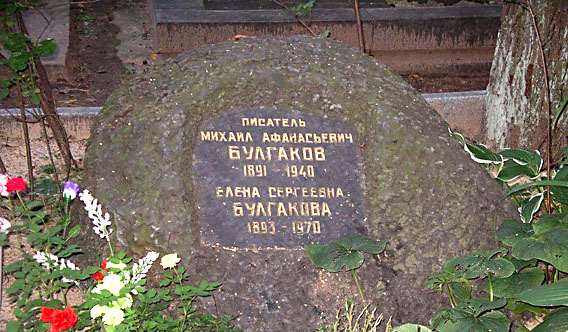 ПИСАТЕЛЬ
МИХАИЛ АФАНАСЬЕВИЧ
БУЛГАКОВ
1891 - 1940
ЕЛЕНА СЕРГЕЕВНА
БУЛГАКОВА
1893 - 1970